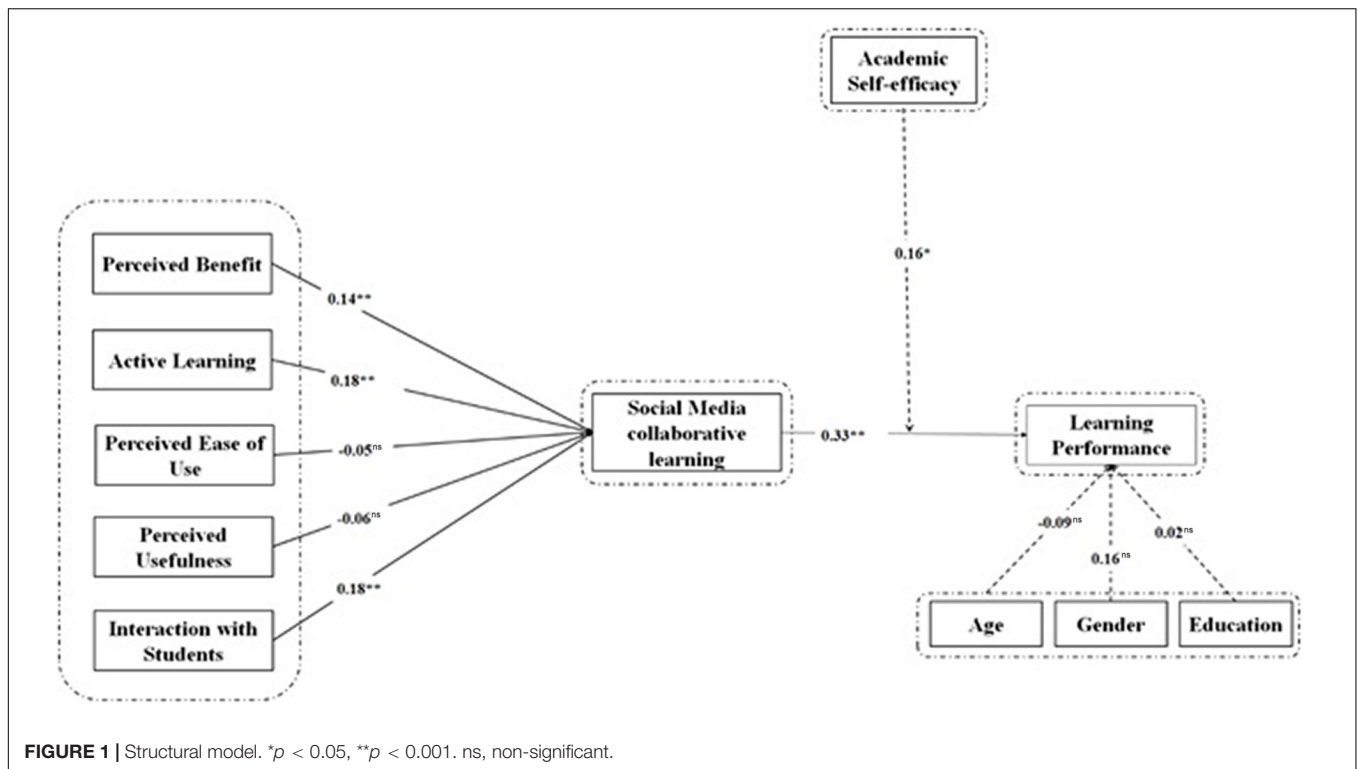 Academic
Self-efficacy
0.16*
Perceived Benefit
0.14**
Active Learning
0.18**
Perceived Ease of
Use
-0.05ns
Perceived
Usefulness
-0.06ns
Interaction with
Students
0.18**
Social Media
collaborative
learning
0.33**
Learning
Performance
-0.09ns
0.16ns
0.02ns
Age
Gender
Education
FIGURE 1 | Structural model. *p < 0.05, **p < 0.001. ns, non-significant.